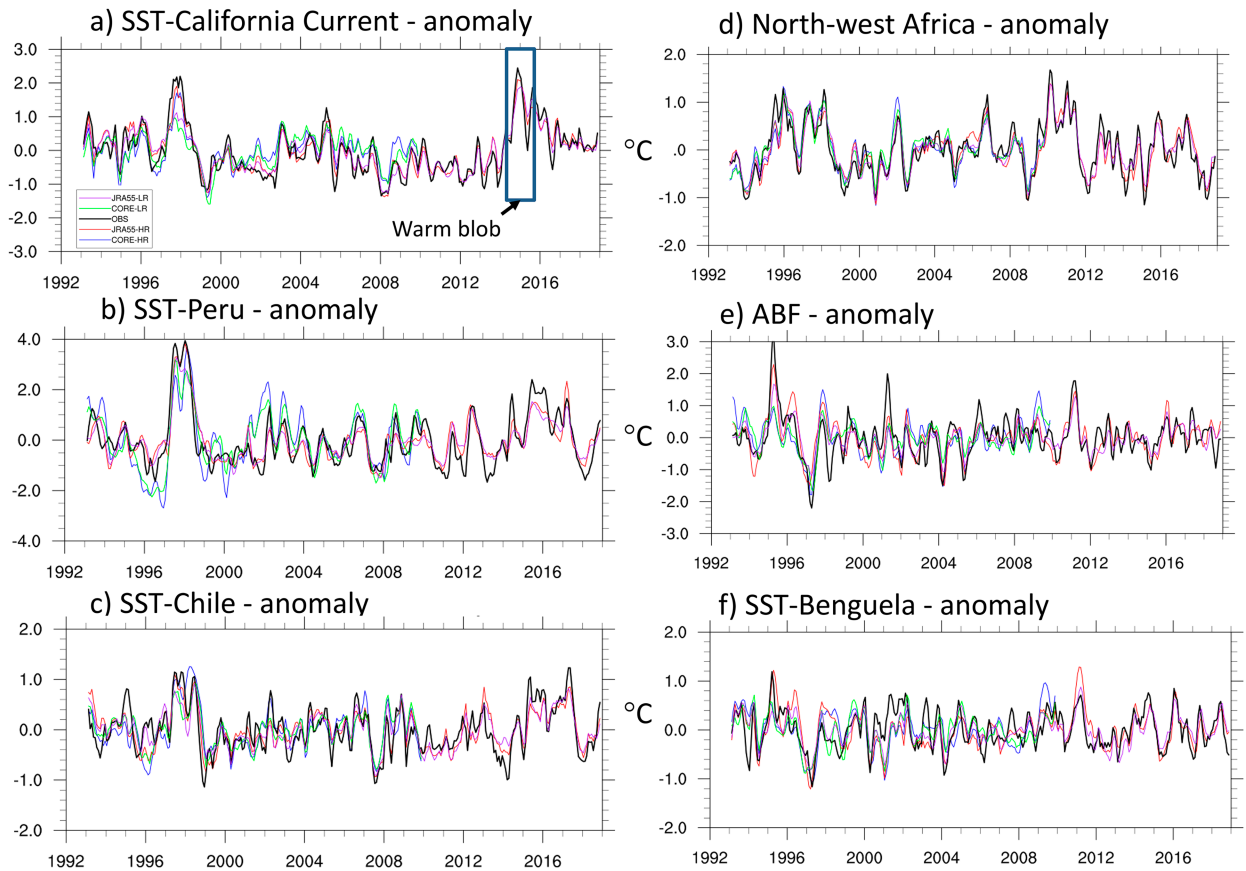 a) SST-California Current - anomaly
3.0
2.0
1.0
0.0
-1.0
-2.0
-3.0
JRA55-LR
CORE-LR
OBS
JRA55-HR
CORE-HR
Warm blob
1992 1996 2000 2004 2008 2012 2016
b) SST-Peru - anomaly
4.0
2.0
0.0
-2.0
-4.0
1992 1996 2000 2004 2008 2012 2016
c) SST-Chile - anomaly
2.0
1.0
0.0
-1.0
-2.0
1992 1996 2000 2004 2008 2012 2016
d) North-west Africa - anomaly
°C
2.0
1.0
0.0
-1.0
-2.0
1992 1996 2000 2004 2008 2012 2016
e) ABF - anomaly
°C
3.0
2.0
1.0
0.0
-1.0
-2.0
-3.0
1992 1996 2000 2004 2008 2012 2016
f) SST-Benguela - anomaly
°C
2.0
1.0
0.0
-1.0
-2.0
1992 1996 2000 2004 2008 2012 2016